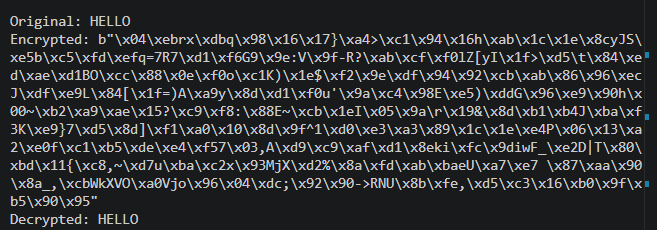 Original: HELLO
Encrypted: b"\x04\xebrx\xdbq\x98\x16\x17}\xa4>\xc1\x94\x16h\xab\x1c\x1e\x8cyJS\
xe5b\xc5\xfd\xefq=7R7\xd1\xf6G9\x9e:V\x9f-R?\xab\xcf\xf0lZ[yI\x1f>\xd5\t\x84\xe
d\xae\xd1BO\xcc\x88\x0e\xf0o\xc1K)\x1e$\xf2\x9e\xdf\x94\x92\xcb\xab\x86\x96\xec
J\xdf\xe9L\x84[\x1f=)A\xa9y\x8d\xd1\xf0u'\x9a\xc4\x98E\xe5)\xddG\x96\xe9\x90h\x
00~\xb2\xa9\xae\x15?\xc9\xf8:\x88E~\xcb\x1eI\x05\x9a\r\x19&\x8d\xb1\xb4J\xba\xf
3K\xe9}7\xd5\x8d]\xf1\xa0\x10\x8d\x9f^1\xd0\xe3\xa3\x89\x1c\x1e\xe4P\x06\x13\xa
2\xe0f\xc1\xb5\xde\xe4\xf57\x03,A\xd9\xc9\xaf\xd1\x8eki\xfc\x9diwF_\xe2D|T\x80\
xbd\x11{\xc8,~\xd7u\xba\xc2x\x93MjX\xd2%\x8a\xfd\xab\xbaeU\xa7\xe7 \x87\xaa\x90
\x8a_,\xcbWkXVO\xa0Vjo\x96\x04\xdc;\x92\x90->RNU\x8b\xfe,\xd5\xc3\x16\xb0\x9f\x
b5\x90\x95"
Decrypted: HELLO